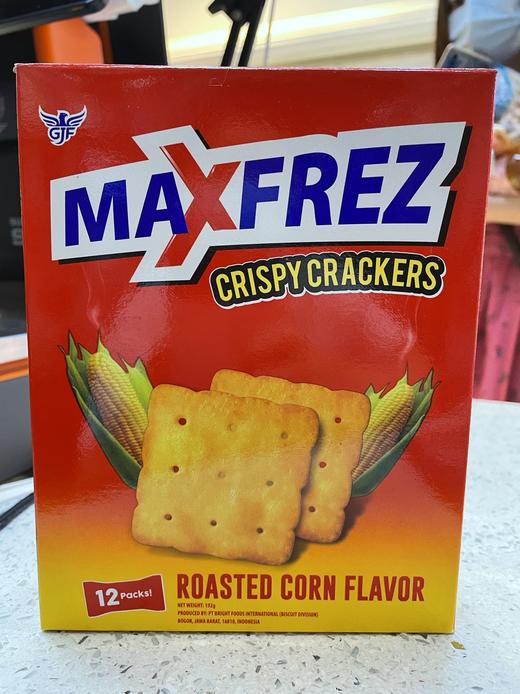 GJF
MAXFREZ
CRISPY CRACKERS
12 Packs!
ROASTED CORN FLAVOR
NET WEIGHT: 192g
PRODUCED BY: PT BRIGHT FOODS INTERNATIONAL (BISCUIT DIVISION)
BOGOR, JAWA BARAT, 16810, INDONESIA